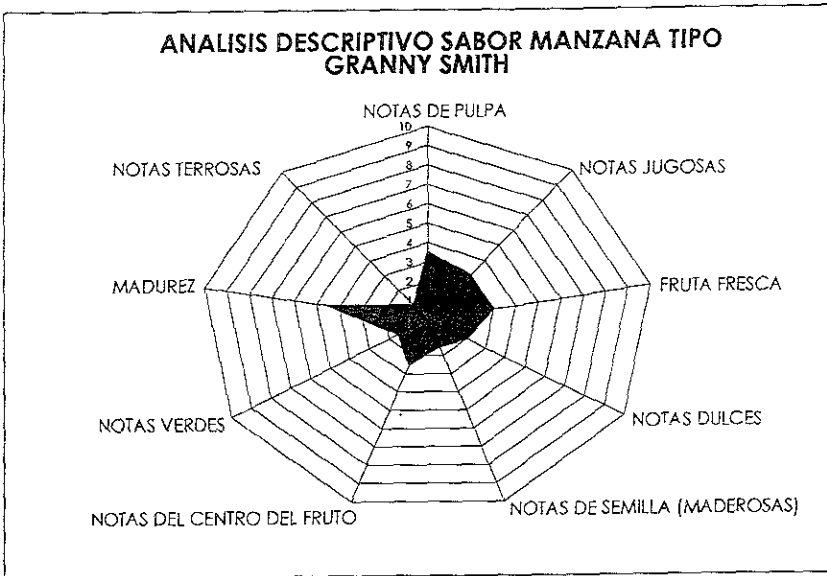 ANALISIS DESCRIPTIVO SABOR MANZANA TIPO
GRANNY SMITH
NOTAS DE PULPA
10
9
8
7
6
5
4
3
2
1
NOTAS TERROSAS
NOTAS JUGOSAS
MADUREZ
FRUTA FRESCA
NOTAS VERDES
NOTAS DULCES
NOTAS DEL CENTRO DEL FRUTO
NOTAS DE SEMILLA (MADEROSAS)